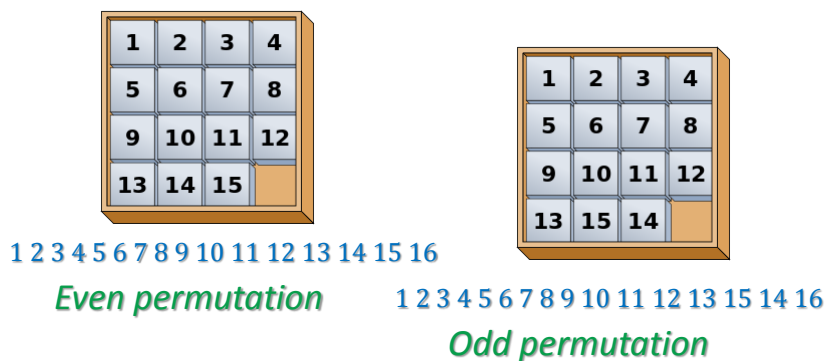 1 2 3 4
5 6 7 8
9 10 11 12
13 14 15
1 2 3 4 5 6 7 8 9 10 11 12 13 14 15 16
Even permutation
1 2 3 4
5 6 7 8
9 10 11 12
13 15 14
1 2 3 4 5 6 7 8 9 10 11 12 13 15 14 16
Odd permutation